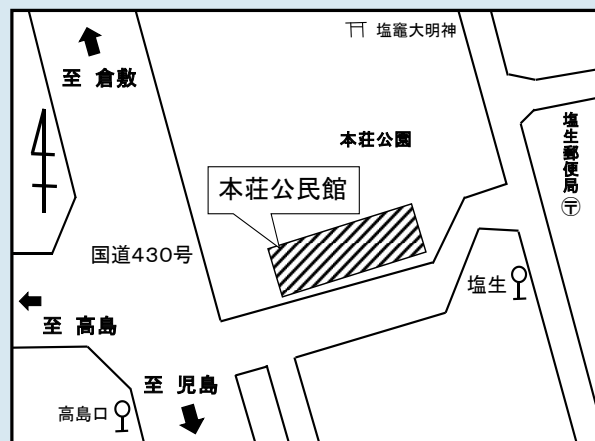 塩竈大明神
至 倉敷
本荘公園
塩生郵便局
本荘公民館
国道430号
塩生
至 高島
至 児島
高島口